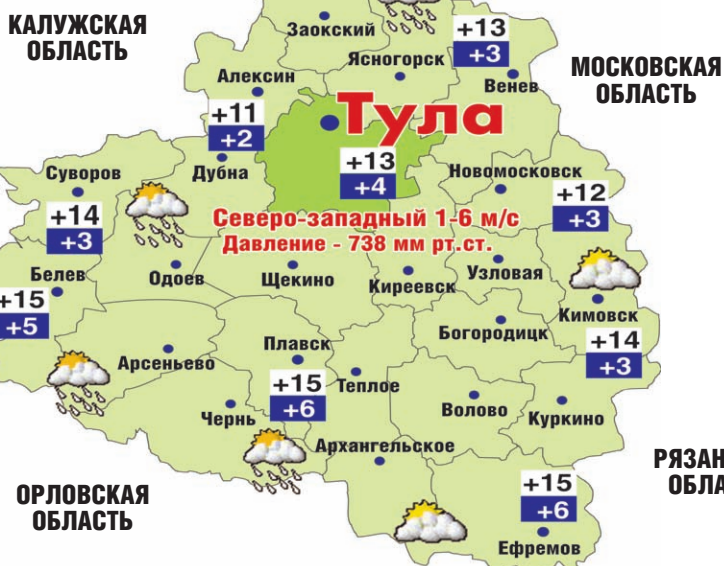 КАЛУЖСКАЯ
ОБЛАСТЬ
Заокский
+13
+3
Ясногорск
Венев
МОСКОВСКАЯ
ОБЛАСТЬ
Алексин
Тула
+11
+2
+13
+4
Суворов
Дубна
Новомосковск
+12
+3
+14
+3
Северо-западный 1-6 м/с
Давление - 738 мм рт.ст.
Белев
Одоев
Щекино
Киреевск
Узловая
+15
+5
Кимовск
Богородицк
+14
+3
Плавск
Арсеньево
+15
+6
Теплое
Чернь
Волово
Куркино
Архангельское
ОРЛОВСКАЯ
ОБЛАСТЬ
+15
+6
Ефремов